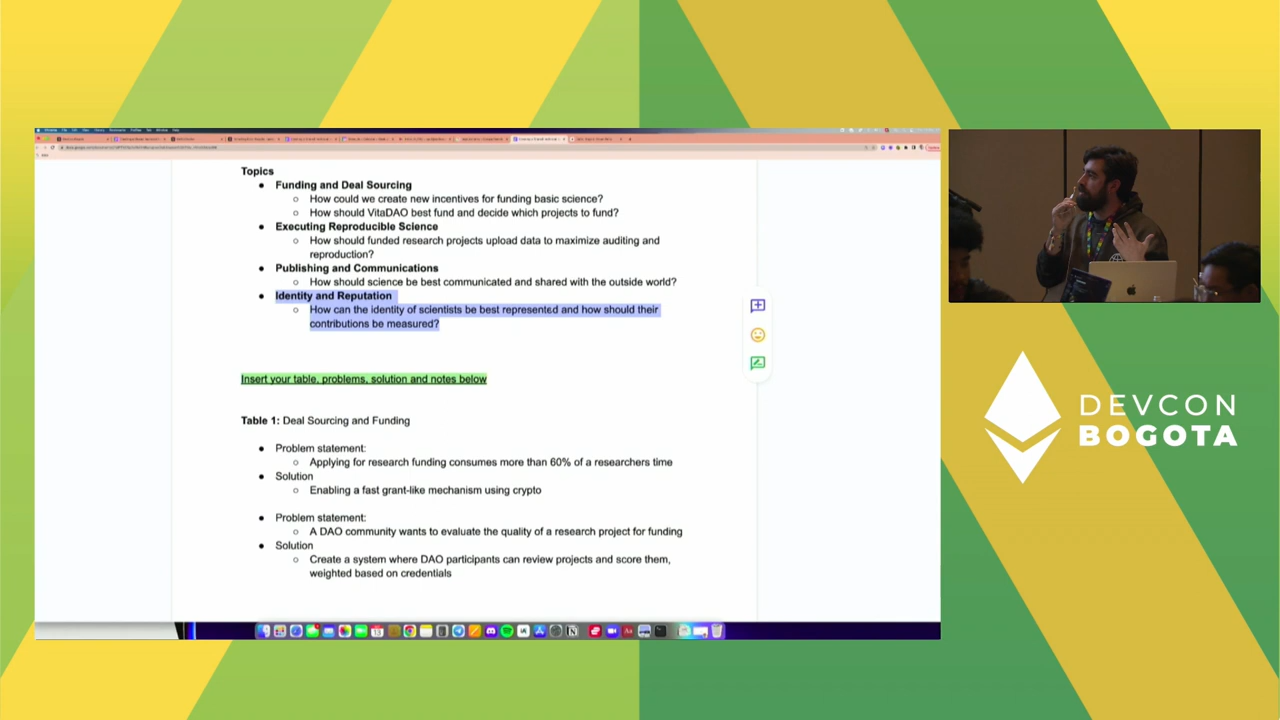 Topics
Funding and Deal Sourcing
How could we create new incentives for funding basic science?
How should VitaDAO best fund and decide which projects to fund?
Executing Reproducible Science
How should funded research projects upload data to maximize auditing and
reproduction?
Publishing and Communications
How should science be best communicated and shared with the outside world?
Identity and Reputation
How can the identity of scientists be best represented and how should their
contributions be measured?
Insert your table, problems, solution and notes below
Table 1: Deal Sourcing and Funding
Problem statement:
Applying for research funding consumes more than 60% of a researchers time
Solution
Enabling a fast grant-like mechanism using crypto
Problem statement:
A DAO community wants to evaluate the quality of a research project for funding
Solution
Create a system where DAO participants can review projects and score them,
weighted based on credentials
DEVCON
BOGOTA